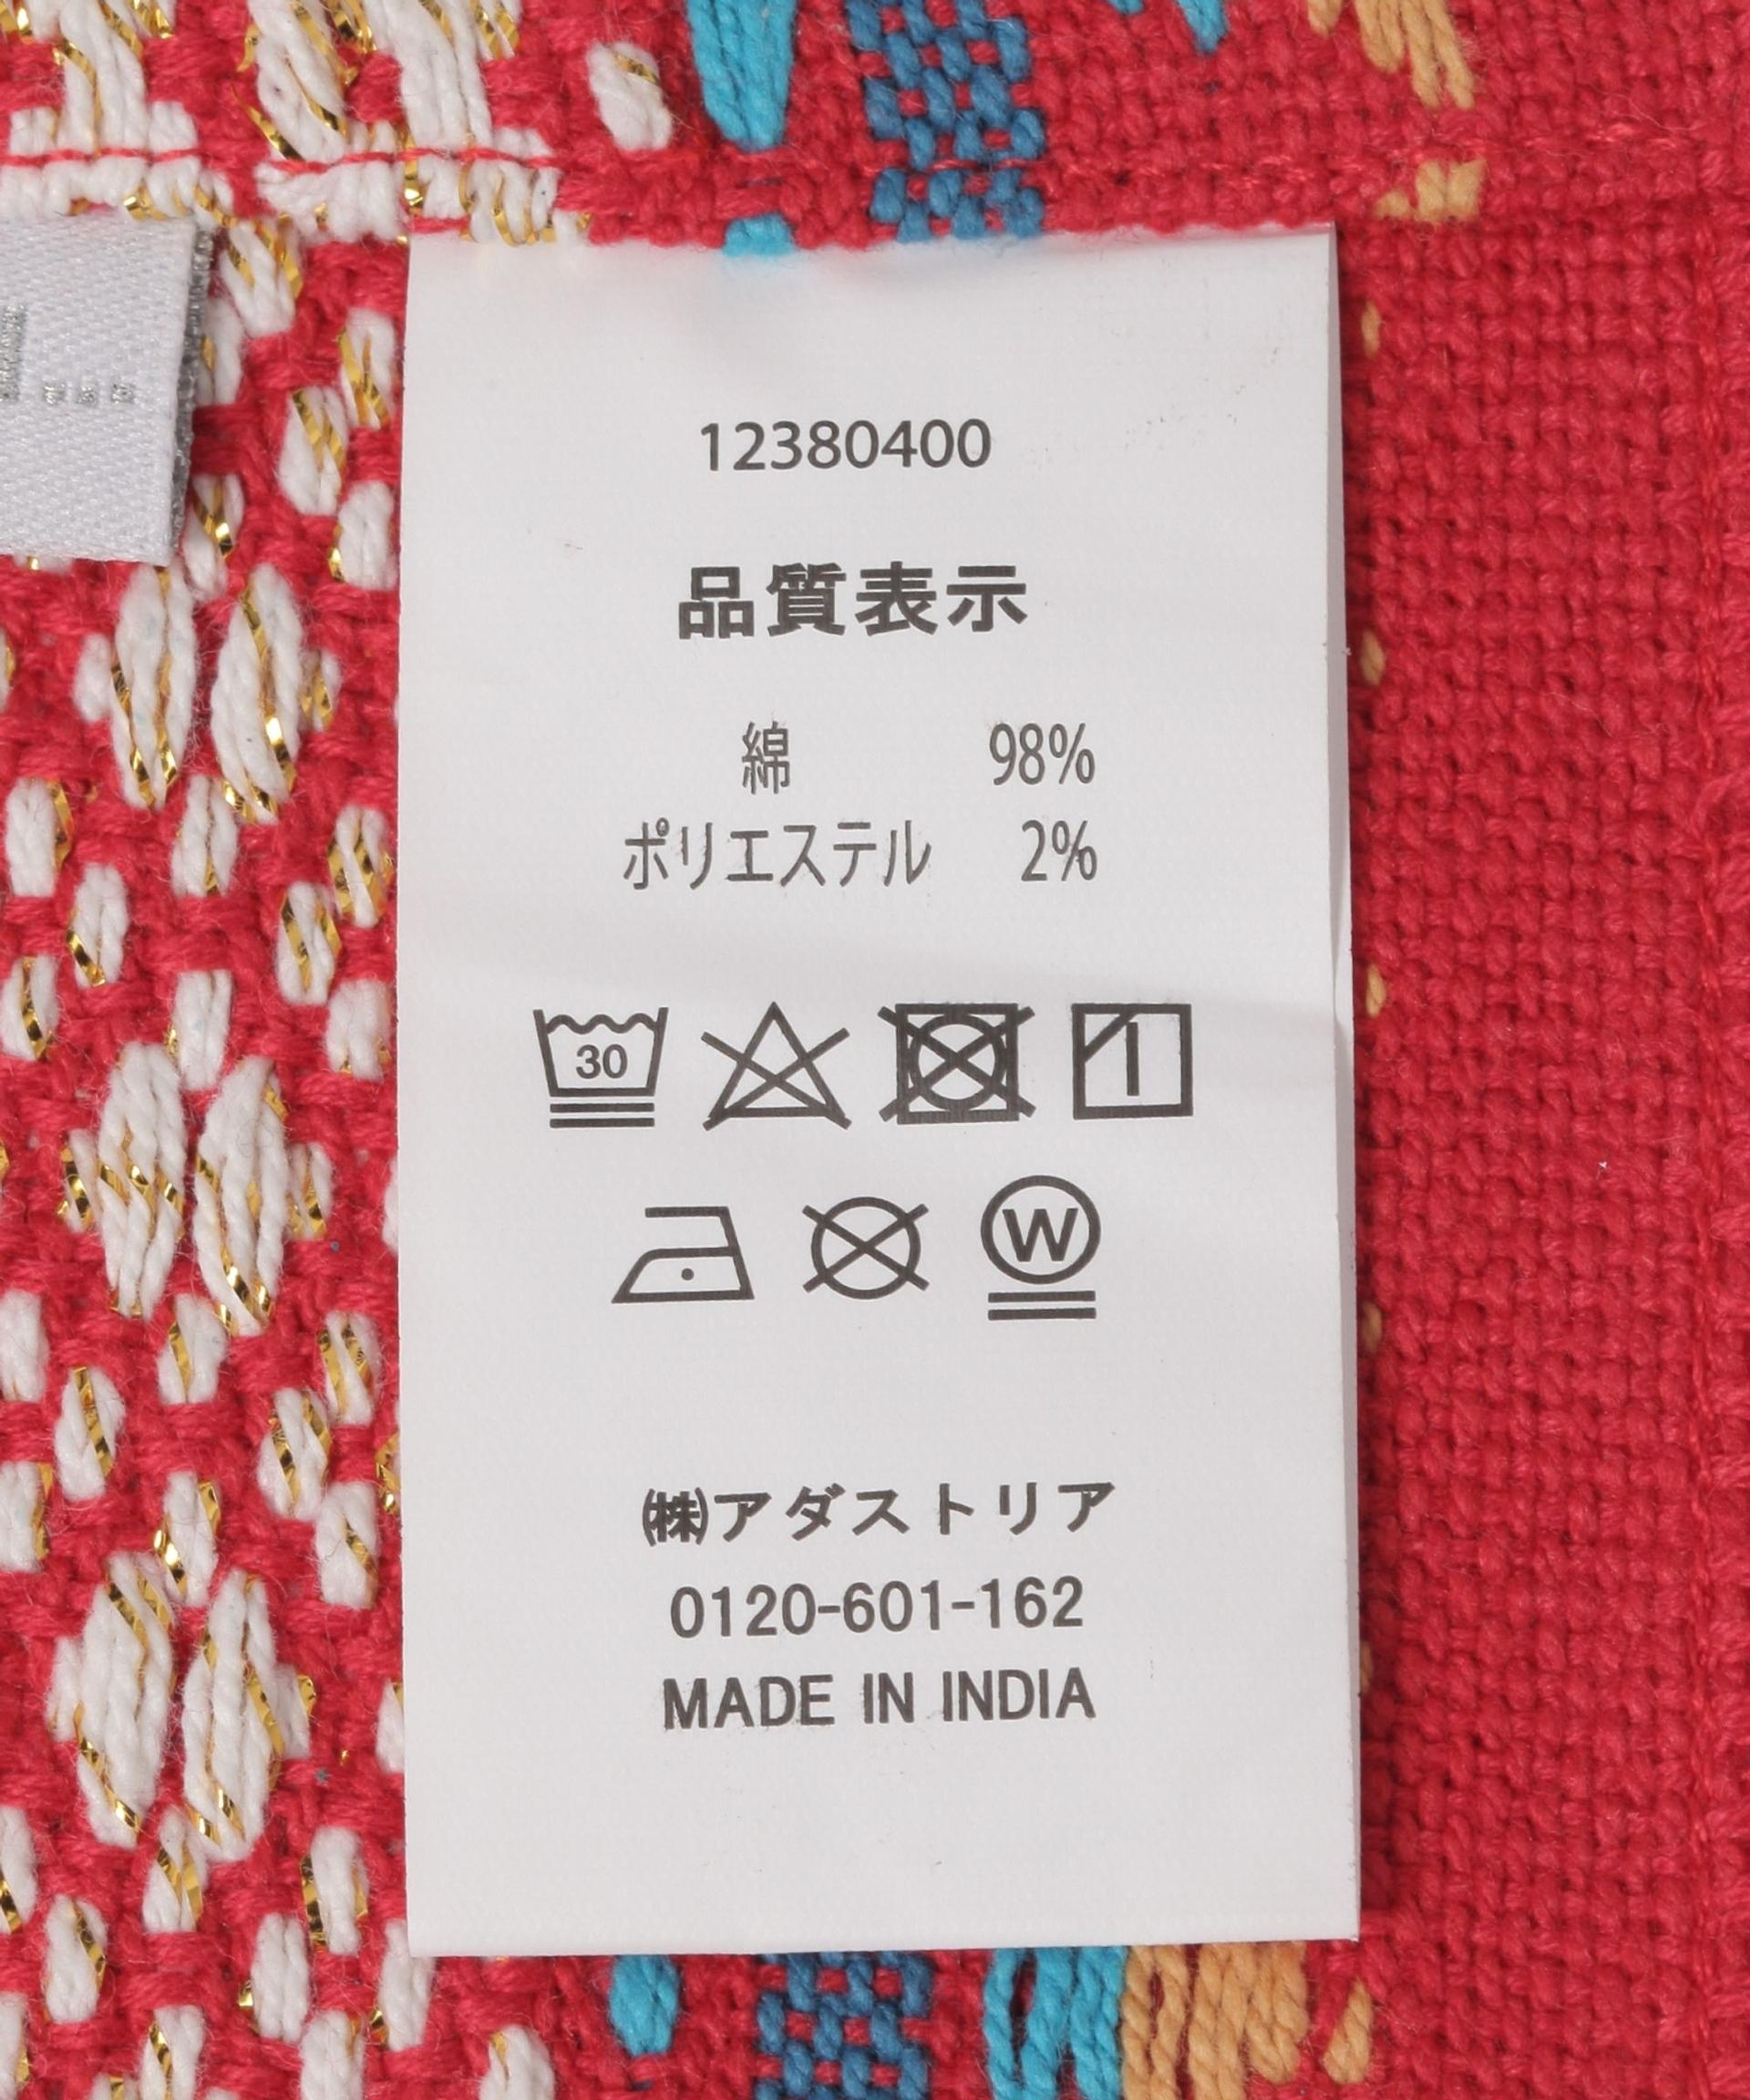 12380400
品質表示
綿 98%
ポリエステル 2%
30
W
㈱アダストリア
0120-601-162
MADE IN INDIA